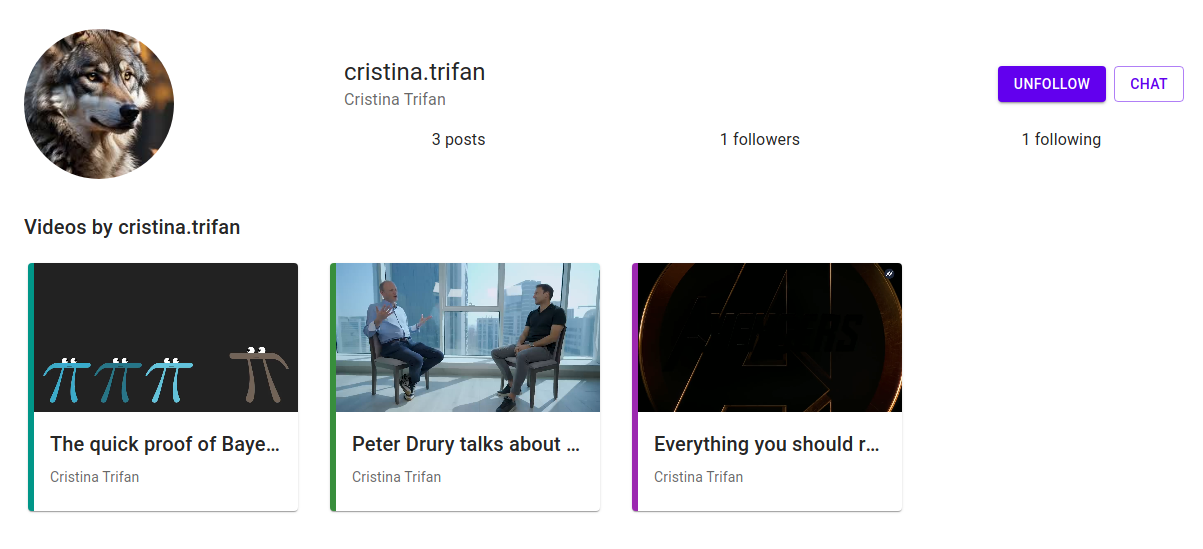 cristina.trifan
Cristina Trifan
UNFOLLOW
CHAT
3 posts
1 followers
1 following
Videos by cristina.trifan
The quick proof of Baye...
Cristina Trifan
Peter Drury talks about ...
Cristina Trifan
Everything you should r...
Cristina Trifan